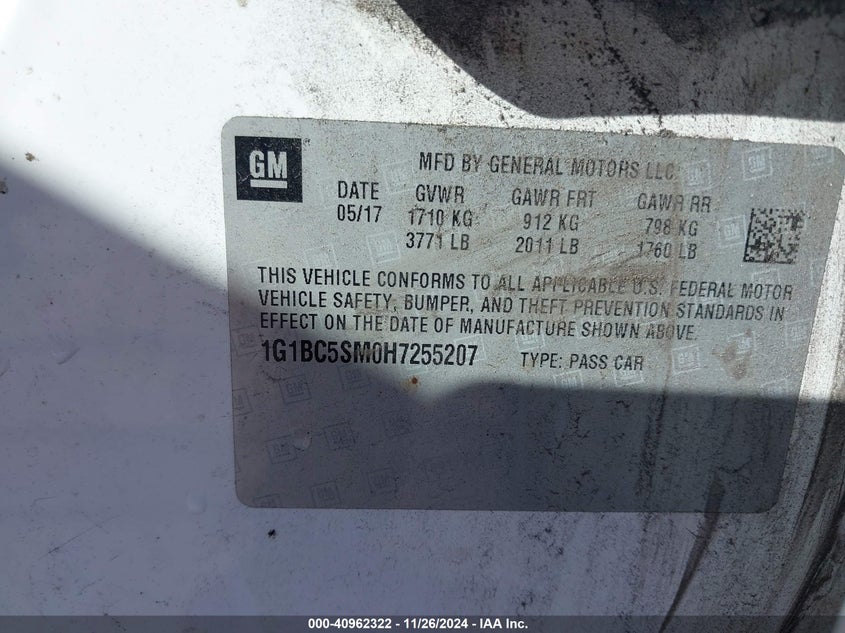 GM
MFD BY GENERAL MOTORS LLC
DATE GVWR GAWR FRT GAWR RR
05/17 1710 KG 912 KG 798 KG
3771 LB 2011 LB 1760 LB
THIS VEHICLE CONFORMS TO ALL APPLICABLE U.S. FEDERAL MOTOR
VEHICLE SAFETY, BUMPER, AND THEFT PREVENTION STANDARDS IN
EFFECT ON THE DATE OF MANUFACTURE SHOWN ABOVE.
1G1BC5SM0H7255207 TYPE: PASS CAR
000-40962322 - 11/26/2024 - IAA Inc.